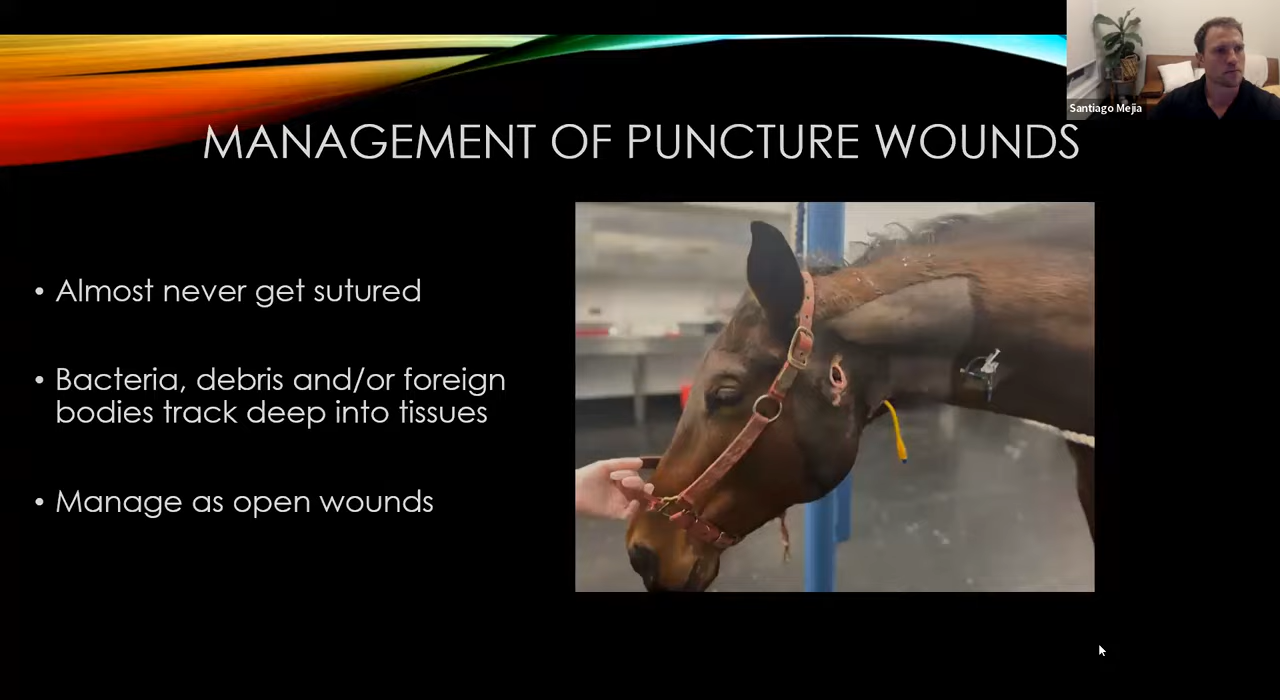 Santiago Mejia
MANAGEMENT OF PUNCTURE WOUNDS
• Almost never get sutured
• Bacteria, debris and/or foreign
bodies track deep into tissues
• Manage as open wounds